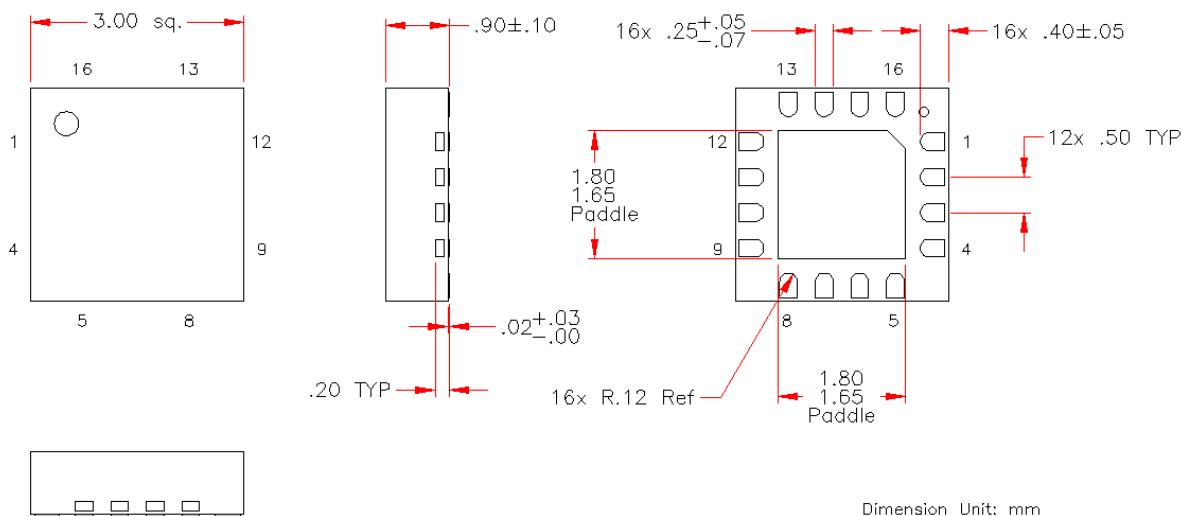 3.00 sq.
.90±.10
16x .25+.05
-.07
16x .40±.05
16
13
13
16
1
12
12
1
12x .50 TYP
1.80
1.65
Paddle
4
9
9
4
5
8
8
5
.02+.03
-.00
.20 TYP
16x R.12 Ref
1.80
1.65
Paddle
Dimension Unit: mm